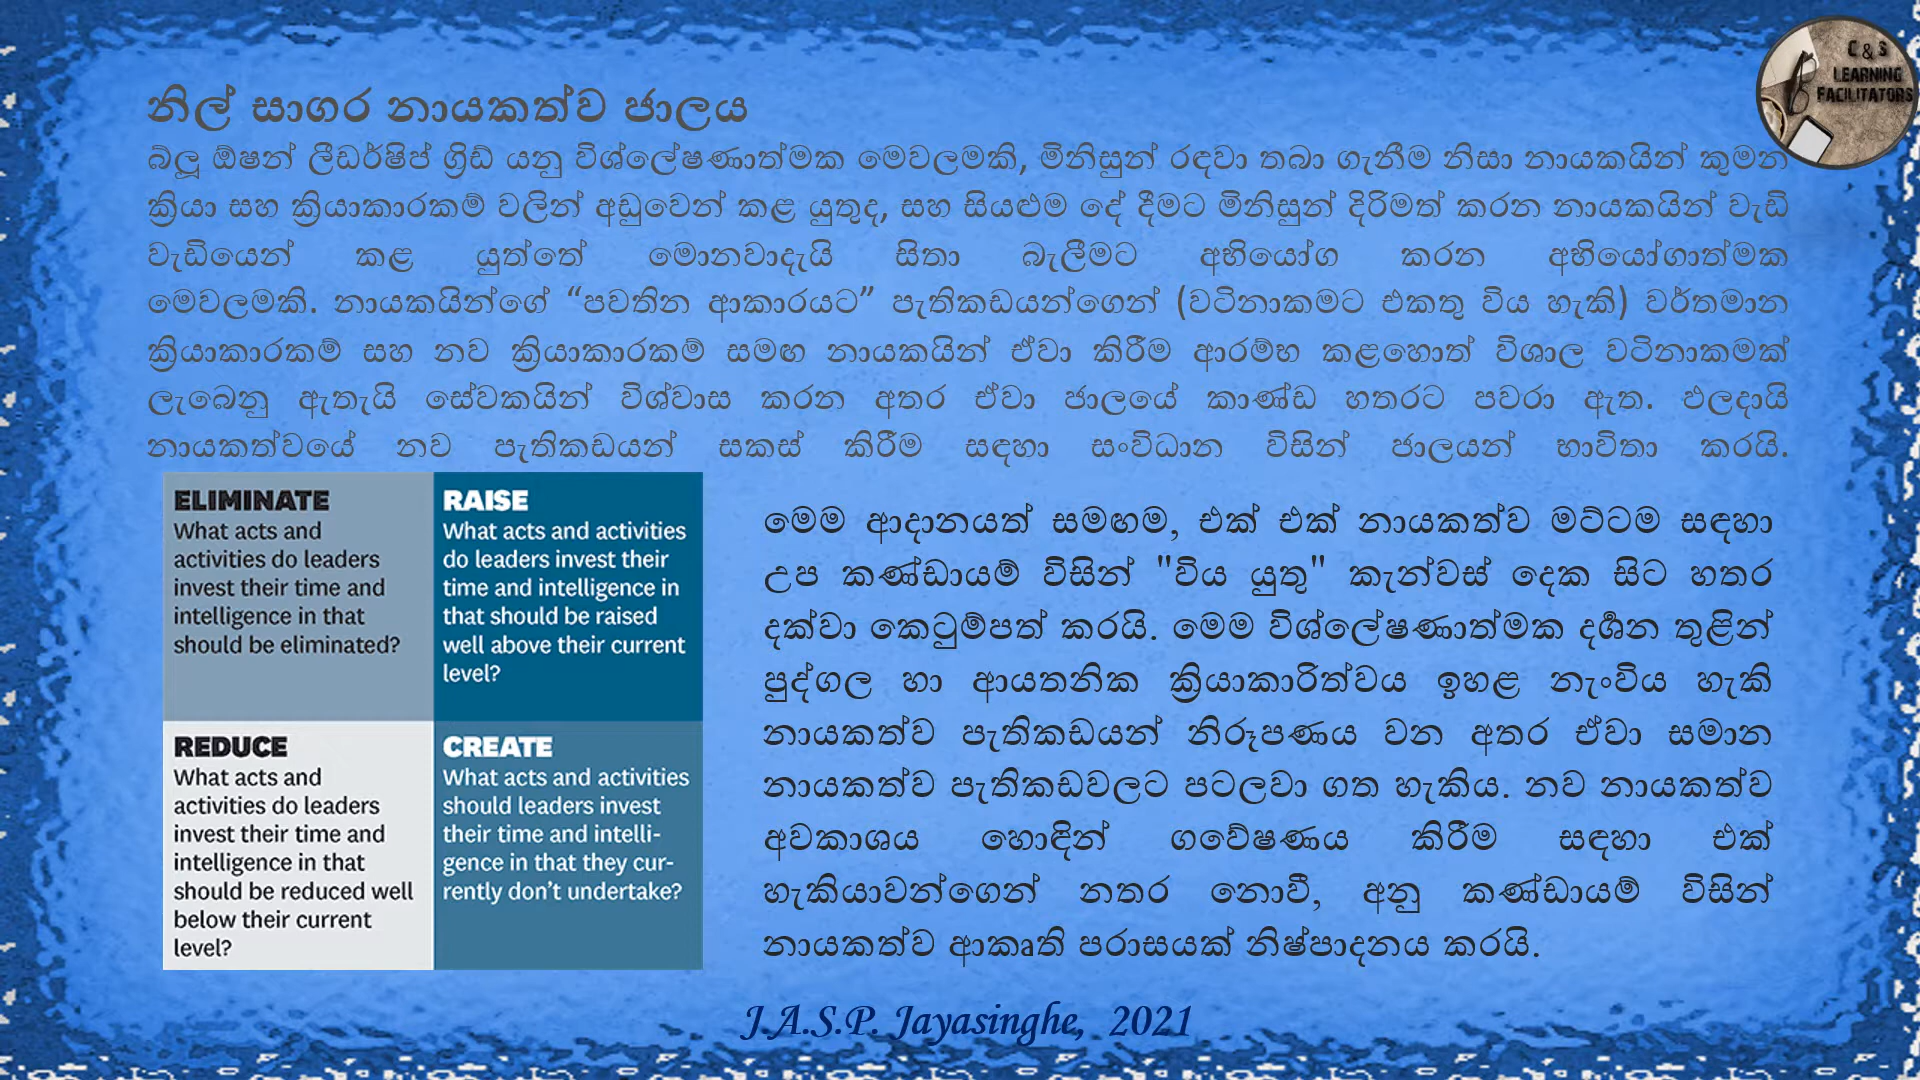 C & S
LEARNING
FACILITATORS
නිල් සාගර නායකත්ව ජාලය
බ්ලූ ඕෂන් ලීඩර්ෂිප් ග්‍රිඩ් යනු විශ්ලේෂණාත්මක මෙවලමකි, මිනිසුන් රඳවා තබා ගැනීම නිසා නායකයින් කුමන
ක්‍රියා සහ ක්‍රියාකාරකම් වලින් අඩුවෙන් කළ යුතුද, සහ සියළුම දේ දීමට මිනිසුන් දිරිමත් කරන නායකයින් වැඩි
වැඩියෙන් කළ යුත්තේ මොනවාදැයි සිතා බැලීමට අභියෝග කරන අභියෝගාත්මක
මෙවලමකි. නායකයින්ගේ “පවතින ආකාරයට” පැතිකඩයන්ගෙන් (වටිනාකමට එකතු විය හැකි) වර්තමාන
ක්‍රියාකාරකම් සහ නව ක්‍රියාකාරකම් සමඟ නායකයින් ඒවා කිරීම ආරම්භ කළහොත් විශාල වටිනාකමක්
ලැබෙනු ඇතැයි සේවකයින් විශ්වාස කරන අතර ඒවා ජාලයේ කාණ්ඩ හතරට පවරා ඇත. ඵලදායි
නායකත්වයේ නව පැතිකඩයන් සකස් කිරීම සඳහා සංවිධාන විසින් ජාලයන් භාවිතා කරයි.
ELIMINATE
What acts and
activities do leaders
invest their time and
intelligence in that
should be eliminated?
RAISE
What acts and activities
do leaders invest their
time and intelligence in
that should be raised
well above their current
level?
REDUCE
What acts and
activities do leaders
invest their time and
intelligence in that
should be reduced well
below their current
level?
CREATE
What acts and activities
should leaders invest
their time and intelli-
gence in that they cur-
rently don’t undertake?
මෙම ආදානයත් සමඟම, එක් එක් නායකත්ව මට්ටම සඳහා
උප කණ්ඩායම් විසින් "විය යුතු" කැන්වස් දෙක සිට හතර
දක්වා කෙටුම්පත් කරයි. මෙම විශ්ලේෂණාත්මක දර්‍ශන තුළින්
පුද්ගල හා ආයතනික ක්‍රියාකාරිත්වය ඉහළ නැංවිය හැකි
නායකත්ව පැතිකඩයන් නිරූපණය වන අතර ඒවා සමාන
නායකත්ව පැතිකඩවලට පටලවා ගත හැකිය. නව නායකත්ව
අවකාශය හොඳින් ගවේෂණය කිරීම සඳහා එක්
හැකියාවන්ගෙන් නතර නොවී, අනු කණ්ඩායම් විසින්
නායකත්ව ආකෘති පරාසයක් නිෂ්පාදනය කරයි.
J.A.S.P. Jayasinghe, 2021